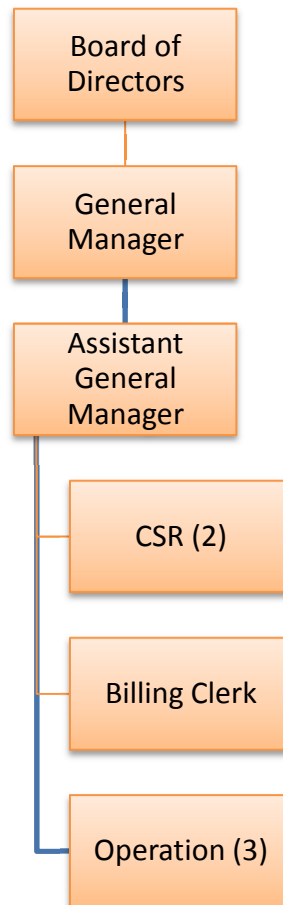 Board of
Directors
General
Manager
Assistant
General
Manager
CSR (2)
Billing Clerk
Operation (3)